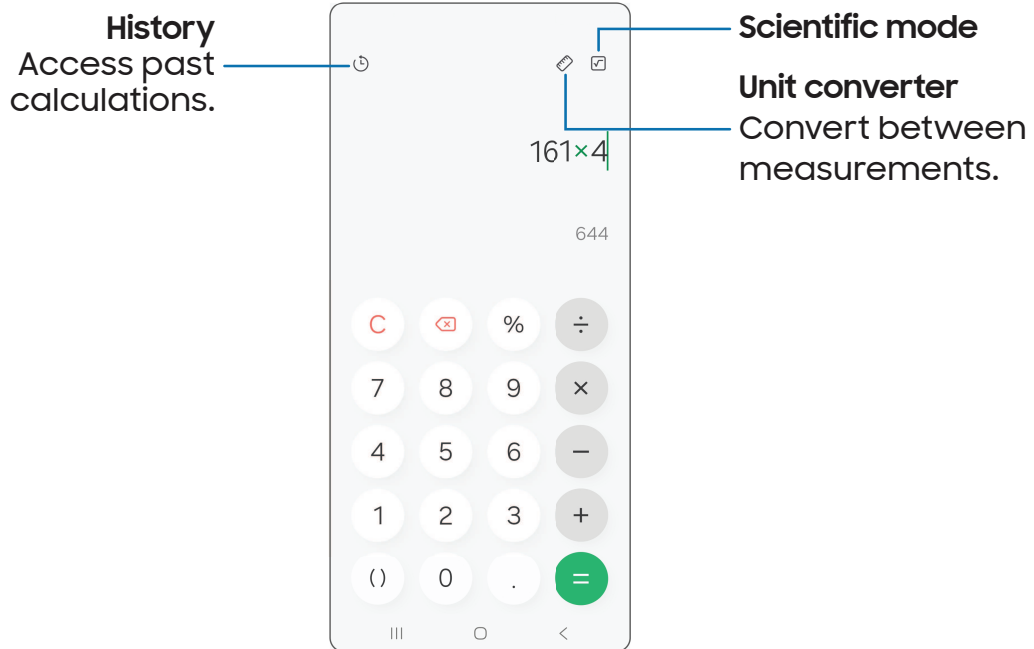 History
Access past
calculations.
Scientific mode
Unit converter
Convert between
measurements.
161×4
644
C % ÷
7 8 9 ×
4 5 6 −
1 2 3 +
() 0 . =